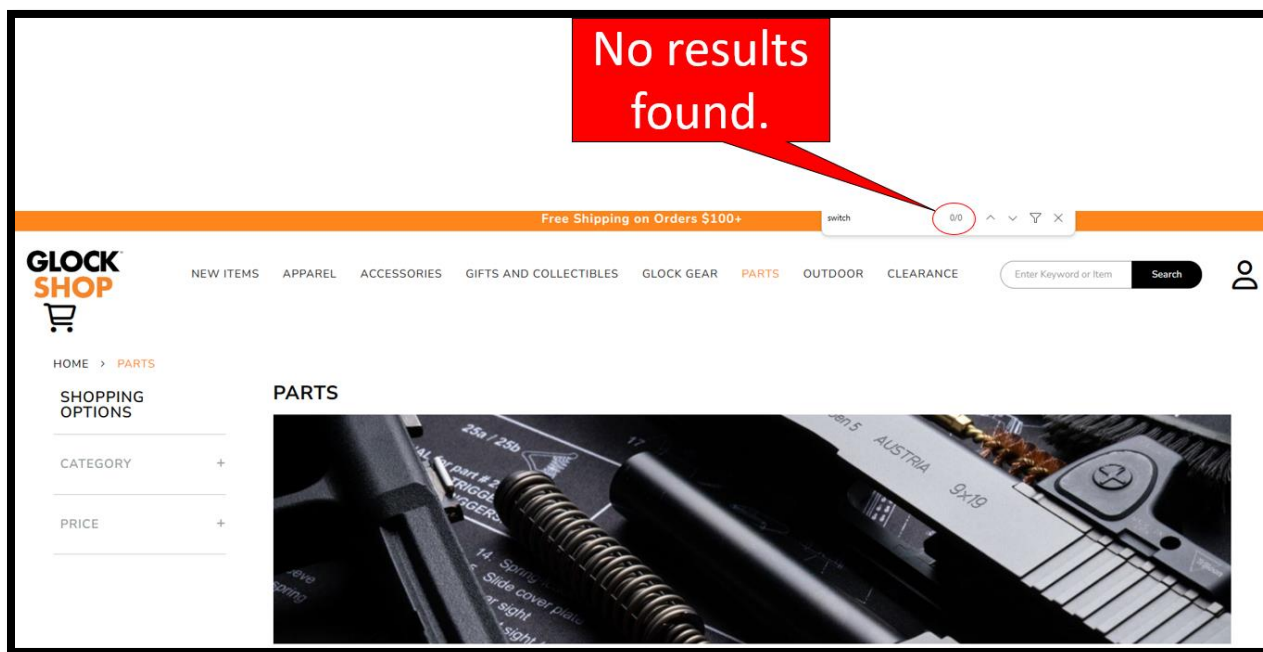 No results
found.
Free Shipping on Orders $100+
switch
0/0
GLOCK
SHOP
NEW ITEMS
APPAREL
ACCESSORIES
GIFTS AND COLLECTIBLES
GLOCK GEAR
PARTS
OUTDOOR
CLEARANCE
Enter Keyword or Item
Search
HOME > PARTS
SHOPPING
OPTIONS
CATEGORY +
PRICE +
PARTS
25a / 25b
17
part #
14. Spring
Slide cover plate
sight
spring
AUSTRIA
9x19